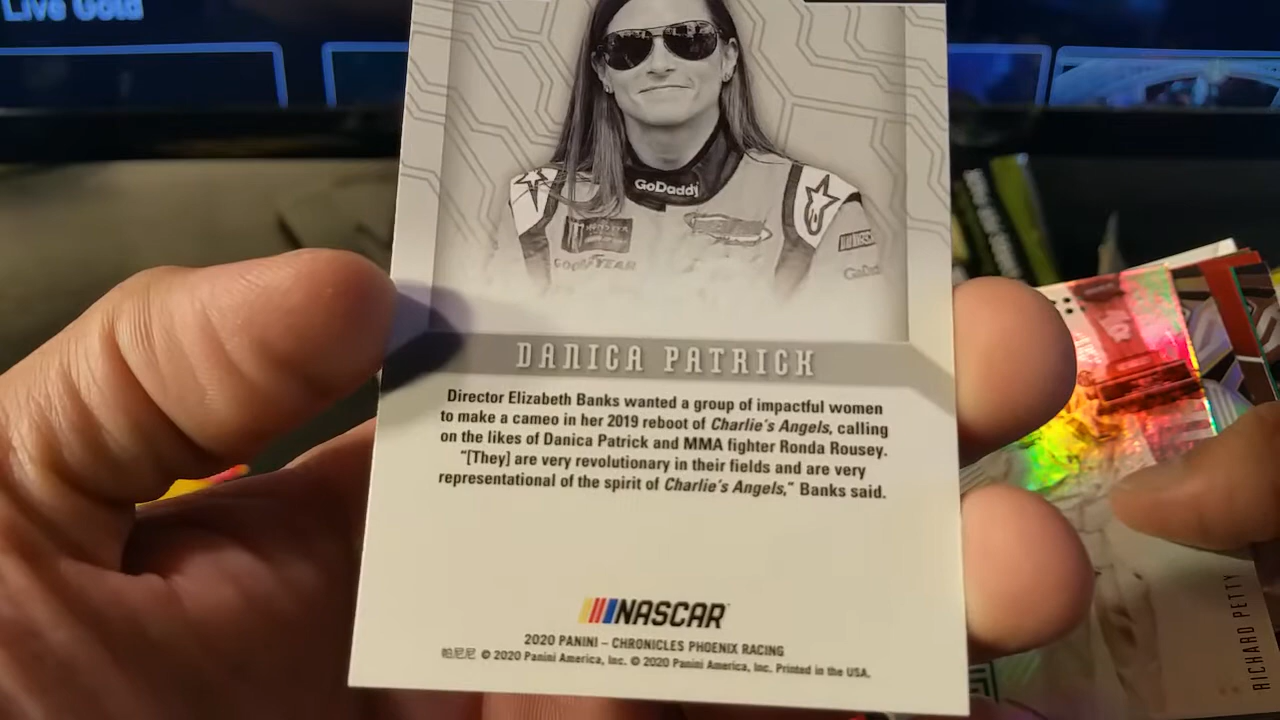 Live Gold
GoDaddy
GOODYEAR
DANICA PATRICK
Director Elizabeth Banks wanted a group of impactful women
to make a cameo in her 2019 reboot of Charlie's Angels, calling
on the likes of Danica Patrick and MMA fighter Ronda Rousey.
"[They] are very revolutionary in their fields and are very
representational of the spirit of Charlie's Angels," Banks said.
NASCAR
2020 PANINI – CHRONICLES PHOENIX RACING
帕尼尼 © 2020 Panini America, Inc. © 2020 Panini America, Inc. Printed in the USA.
RICHARD PETTY